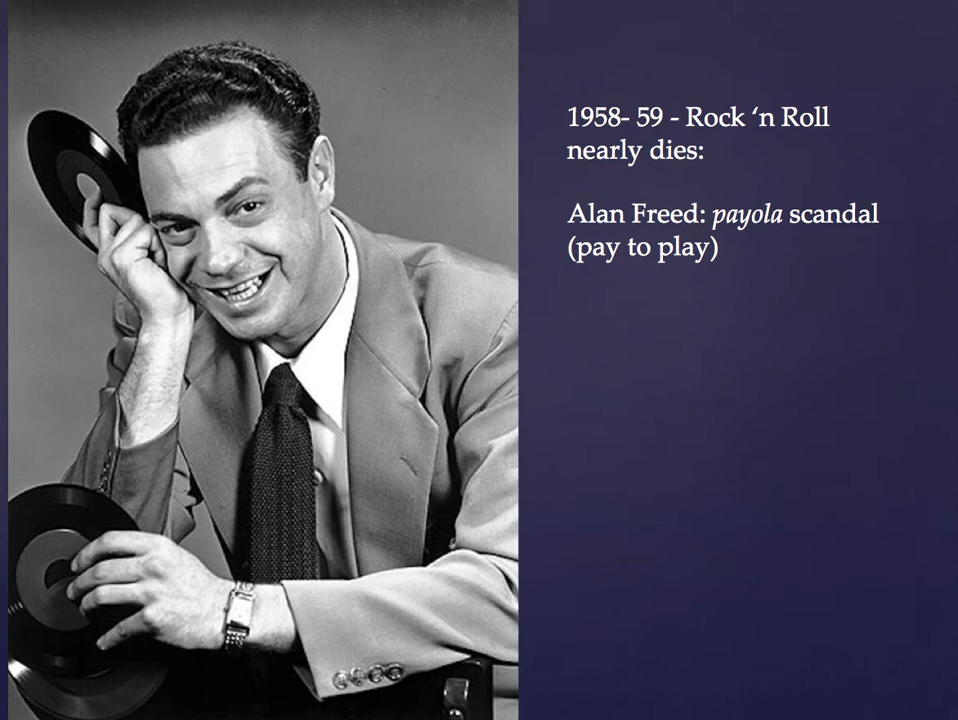 1958- 59 - Rock ‘n Roll
nearly dies:
Alan Freed: payola scandal
(pay to play)